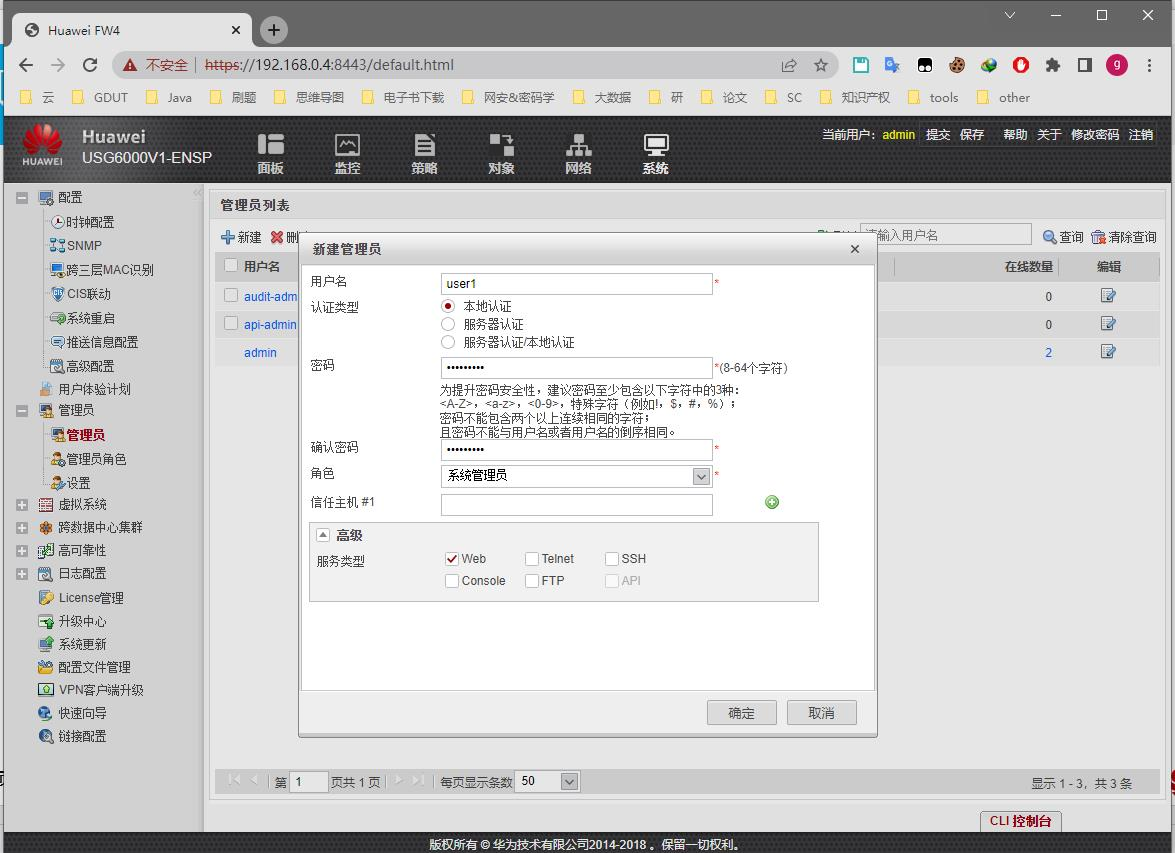 Huawei FW4
不安全 https://192.168.0.4:8443/default.html
g
云 GDUT Java 刷题 思维导图 电子书下载 网安&密码学 大数据 研 论文 SC 知识产权 tools other
HUAWEI
Huawei
USG6000V1-ENSP
面板 监控 策略 对象 网络 系统
当前用户: admin 提交 保存 帮助 关于 修改密码 注销
配置
时钟配置
SNMP
跨三层MAC识别
CIS联动
系统重启
推送信息配置
高级配置
用户体验计划
管理员
管理员
管理员角色
设置
虚拟系统
跨数据中心集群
高可靠性
日志配置
License管理
升级中心
系统更新
配置文件管理
VPN客户端升级
快速向导
链接配置
管理员列表
新建 删
请输入用户名 查询 清除查询
用户名 在线数量 编辑
audit-adm 0
api-admin 0
admin 2
新建管理员
用户名 user1 *
认证类型 本地认证
服务器认证
服务器认证/本地认证
密码 ••••••••• *(8-64个字符)
为提升密码安全性，建议密码至少包含以下字符中的3种：
<A-Z>，<a-z>，<0-9>，特殊字符（例如!，$，#，%）；
密码不能包含两个以上连续相同的字符；
且密码不能与用户名或者用户名的倒序相同。
确认密码 ••••••••• *
角色 系统管理员 *
信任主机 #1
高级
服务类型 Web Telnet SSH
Console FTP API
确定 取消
第 1 页共 1 页 每页显示条数 50 显示 1 - 3，共 3 条
CLI 控制台
版权所有 © 华为技术有限公司2014-2018 。保留一切权利。